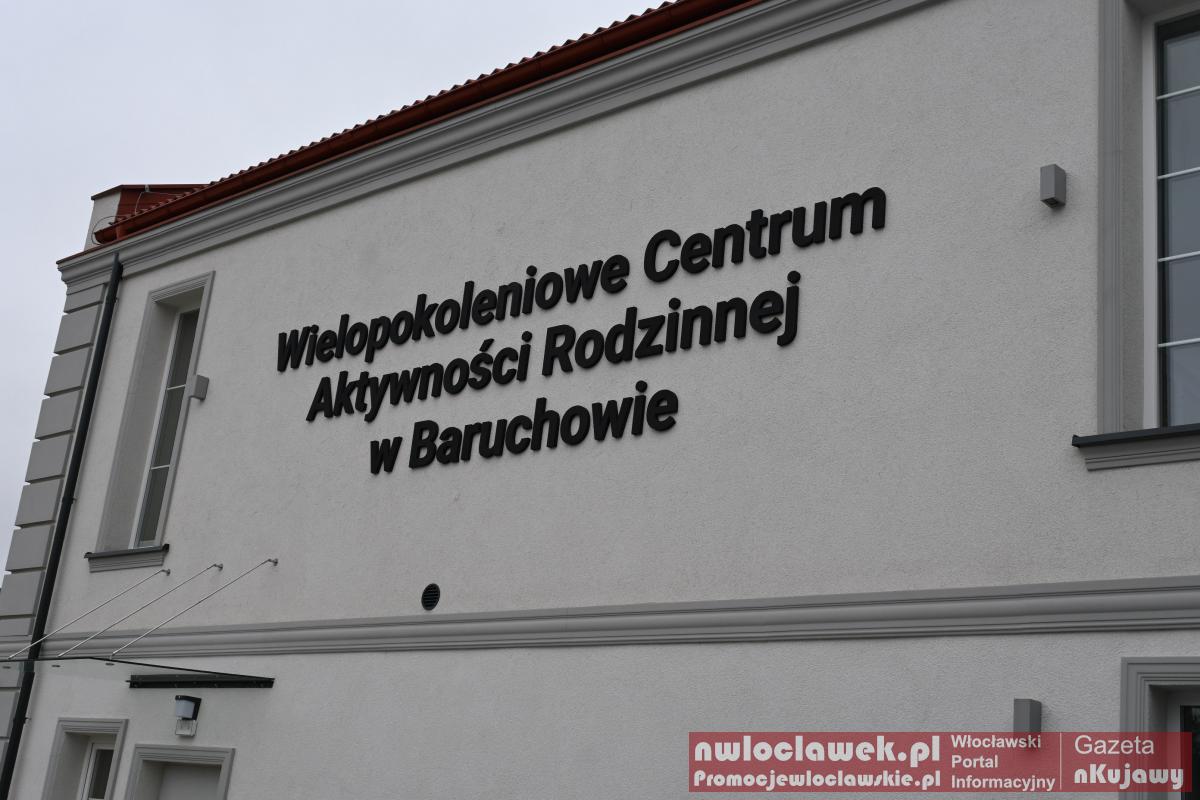 Wielopokoleniowe Centrum
Aktywności Rodzinnej
w Baruchowie
nwloclawek.pl
Promocjewloclawskie.pl
Włocławski
Portal
Informacyjny
Gazeta
nKujawy